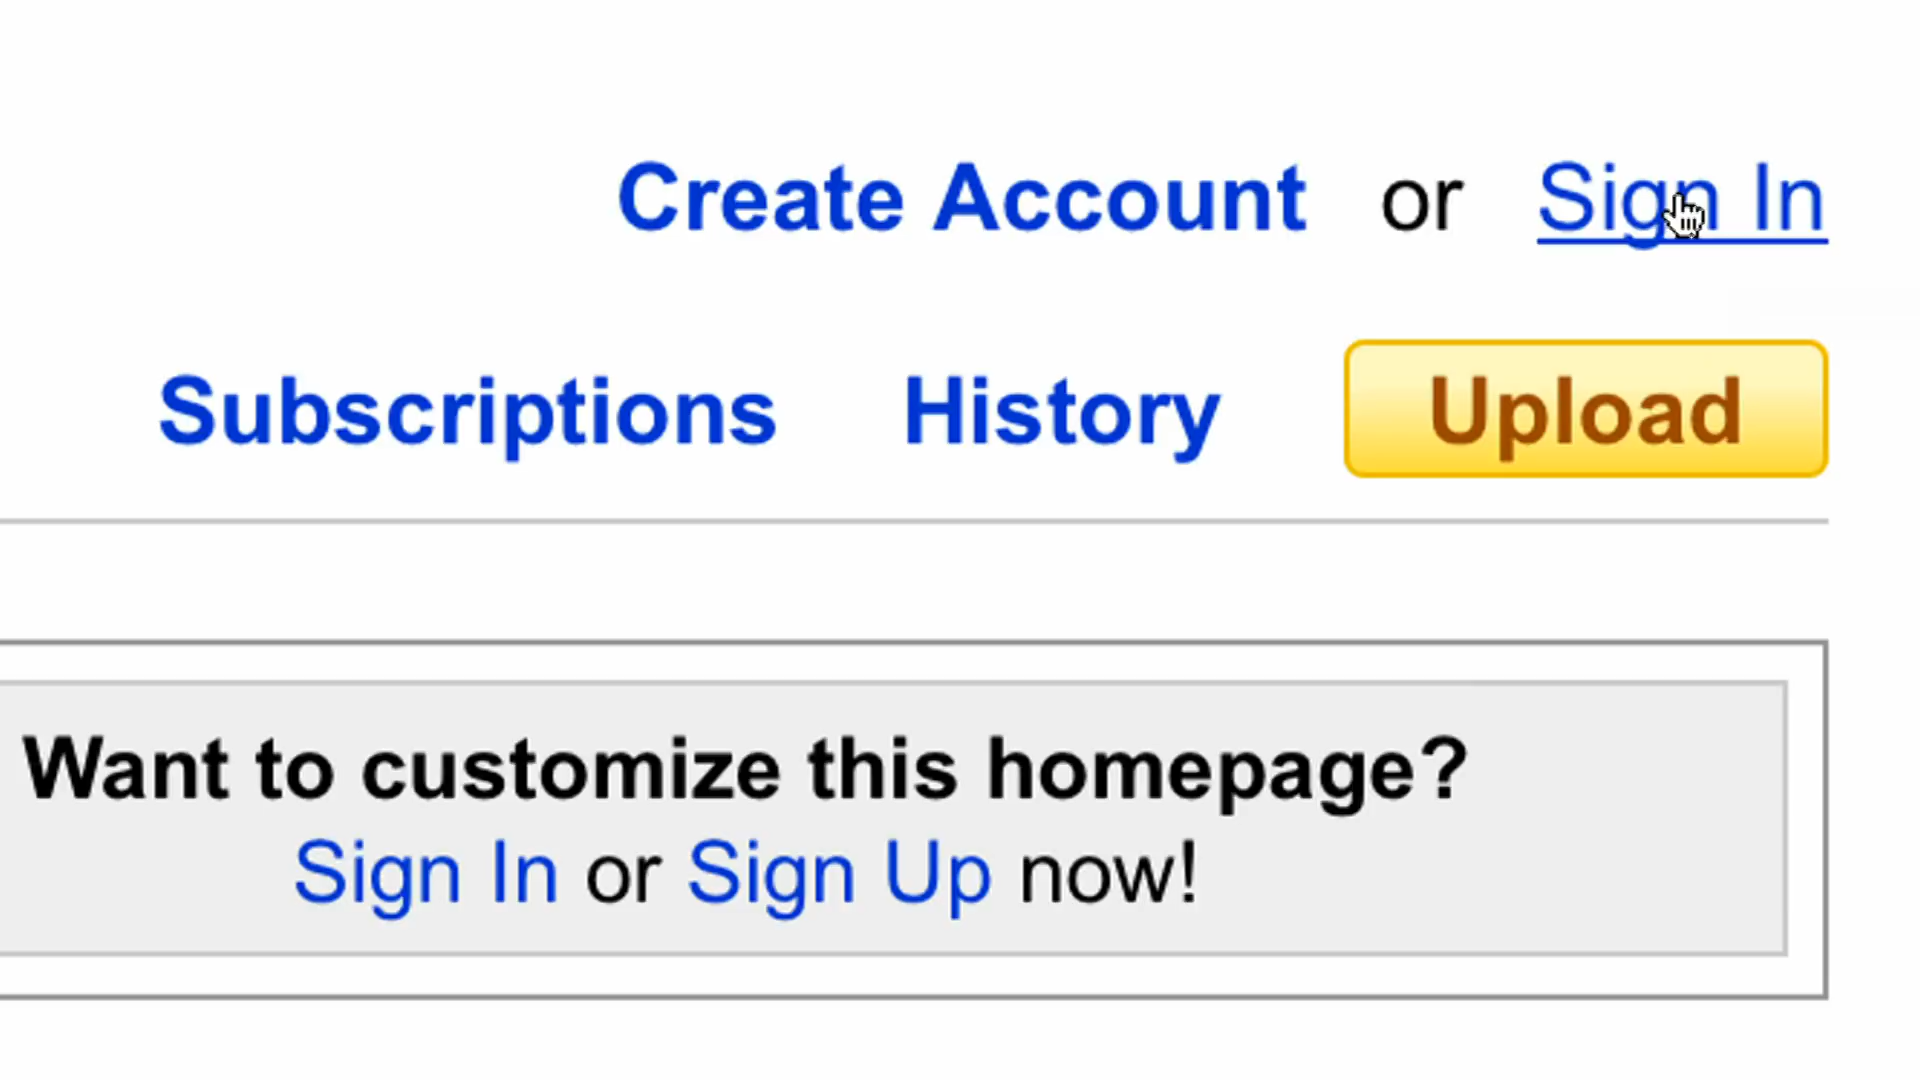 Create Account or Sign In
Subscriptions History Upload
Want to customize this homepage?
Sign In or Sign Up now!